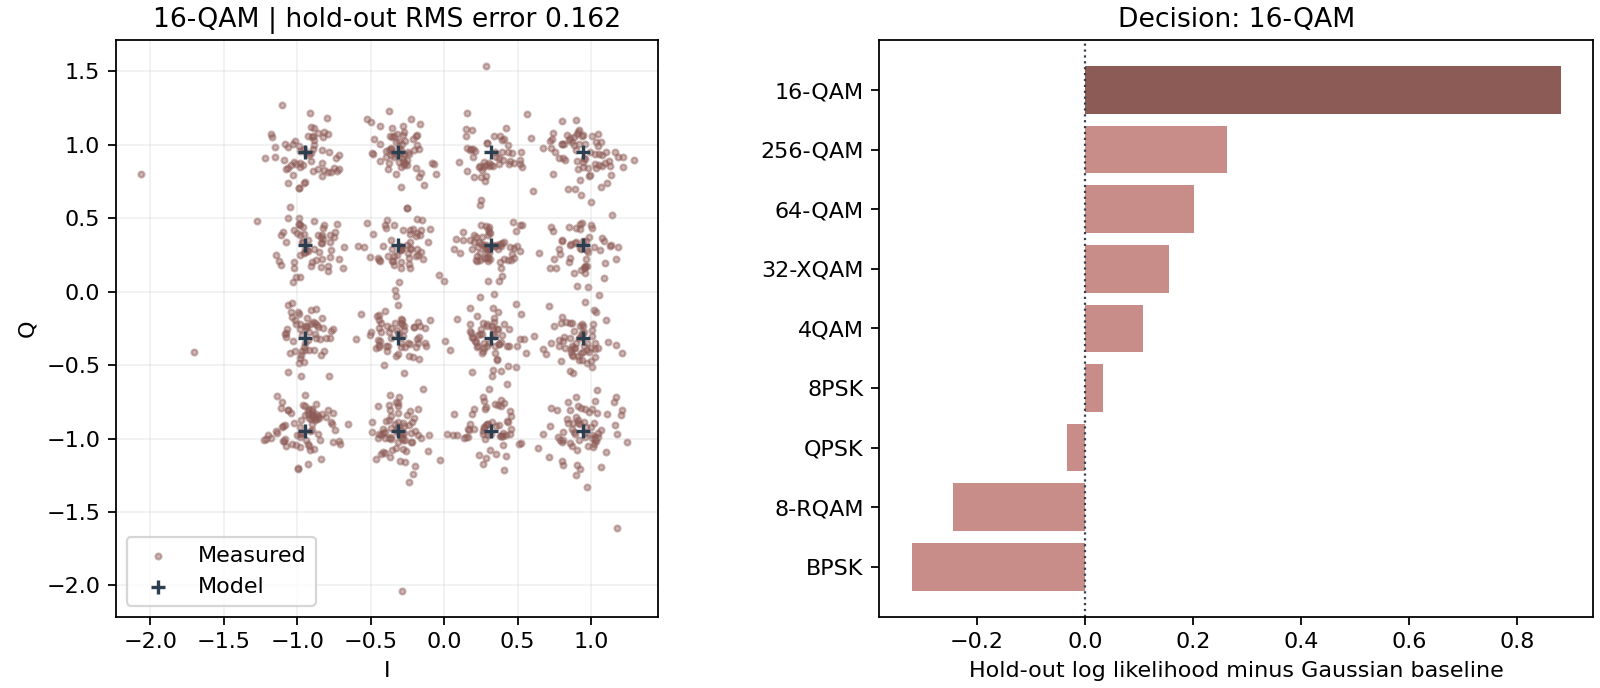 16-QAM | hold-out RMS error 0.162
1.5
1.0
0.5
0.0
−0.5
−1.0
−1.5
−2.0
Q
Measured
Model
−2.0 −1.5 −1.0 −0.5 0.0 0.5 1.0
I
Decision: 16-QAM
16-QAM
256-QAM
64-QAM
32-XQAM
4QAM
8PSK
QPSK
8-RQAM
BPSK
−0.2 0.0 0.2 0.4 0.6 0.8
Hold-out log likelihood minus Gaussian baseline